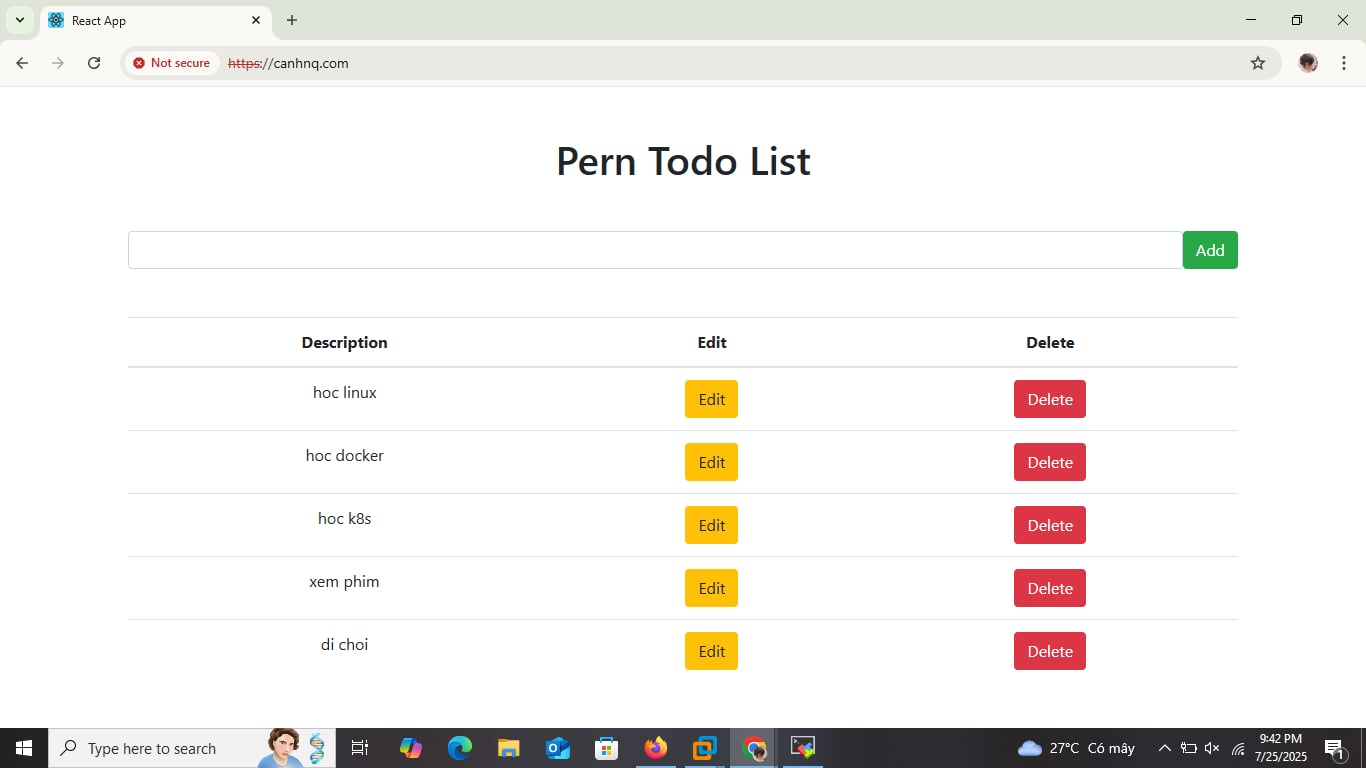 React App
Not secure https://canhnq.com
Pern Todo List
Add
Description Edit Delete
hoc linux Edit Delete
hoc docker Edit Delete
hoc k8s Edit Delete
xem phim Edit Delete
di choi Edit Delete
Type here to search 27°C Có mây 9:42 PM
7/25/2025
1